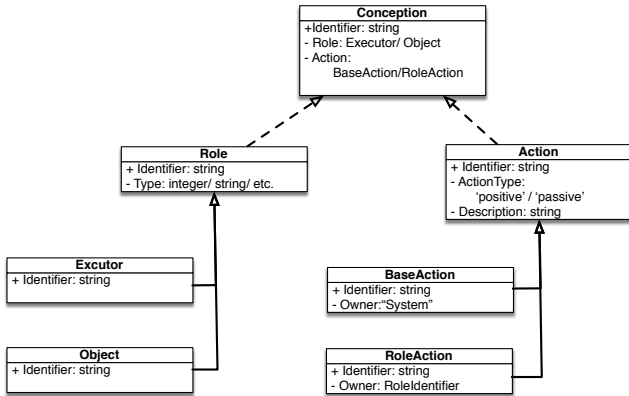 Conception
+Identifier: string
- Role: Executor/ Object
- Action:
BaseAction/RoleAction
Role
+ Identifier: string
- Type: integer/ string/ etc.
Action
+ Identifier: string
- ActionType:
‘positive’ / ‘passive’
- Description: string
Excutor
+ Identifier: string
BaseAction
+ Identifier: string
- Owner:“System”
Object
+ Identifier: string
RoleAction
+ Identifier: string
- Owner: RoleIdentifier